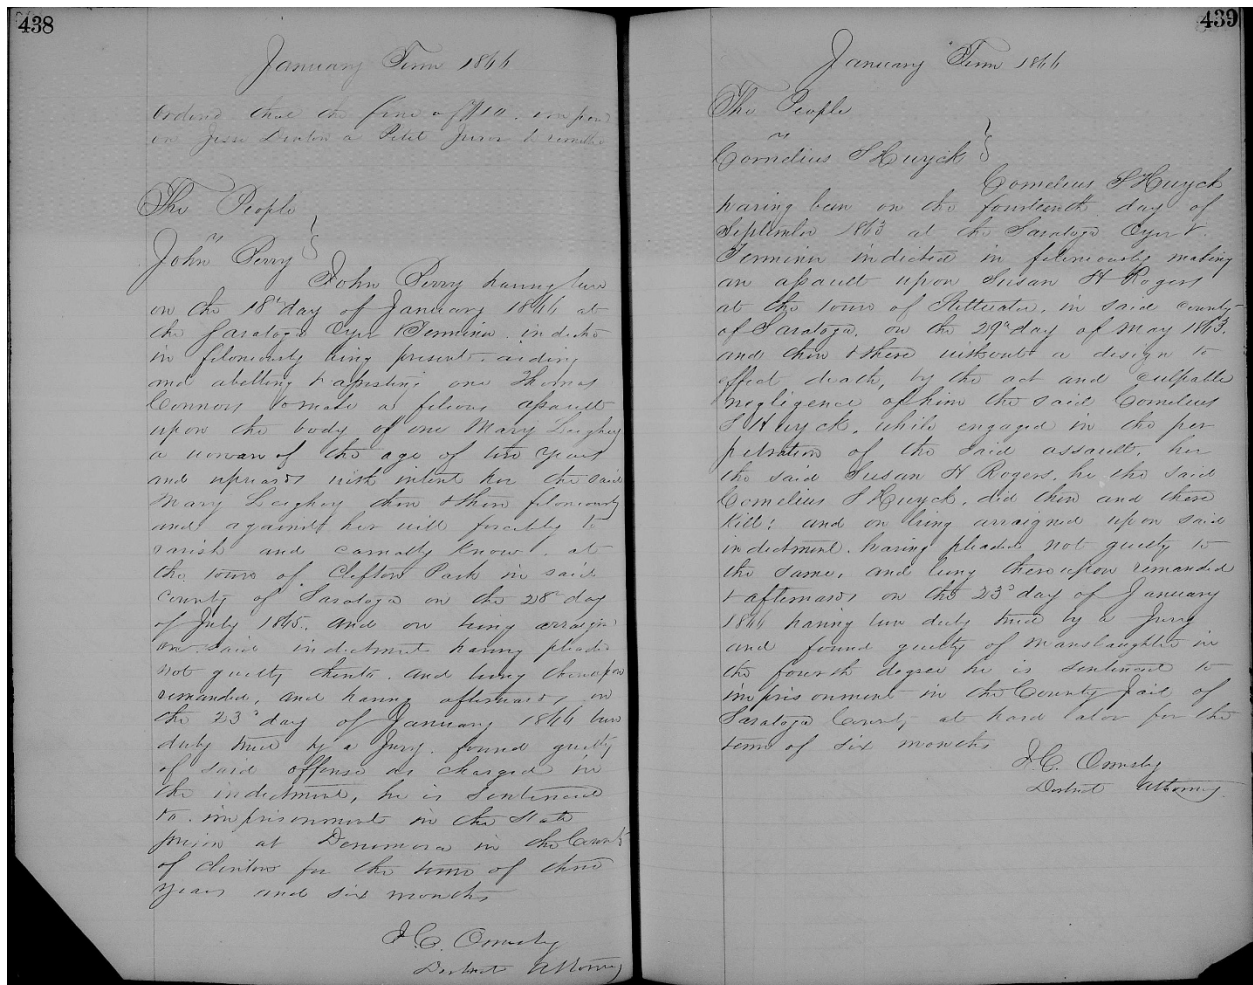 438
January Term 1866
Ordered that the fine of $10. imposed
on Jesse Deaton a Petit Juror be remitted
The People
vs
John Perry
John Perry having been
on the 18th day of January 1866 at
the Saratoga Oyer & Terminer indicted
in feloniously being present aiding
and abetting & assisting one Thomas
Connors to make a felious assault
upon the body of one Mary Leighey
a woman of the age of ten years
and upwards with intent her the said
Mary Leighey then & there feloniously
and against her will forcibly to
ravish and carnally know. at
the town of Clifton Park in said
county of Saratoga on the 28th day
of July 1865. and on being arraigned
on said indictment having pleaded
not guilty thereto. and being thereupon
remanded, and having afterwards on
the 23d day of January 1866 been
duly tried by a Jury. found guilty
of said offense as charged in
the indictment, he is Sentenced
to imprisonment in the State
prison at Dannemora in the County
of Clinton for the term of three
years and six months
J. C. Ormsby
District Attorney
439
January Term 1866
The People
vs
Cornelius S Huyck
Cornelius S Huyck
having been on the fourteenth day of
September 1863 at the Saratoga Oyer &
Terminer indicted in feloniously making
an assault upon Susan H Rogers
at the town of Stillwater, in said county
of Saratoga, on the 29th day of May 1863.
and then & there without a design to
effect death, by the act and culpable
negligence of him the said Cornelius
S Huyck, while engaged in the per
petration of the said assault, her
the said Susan H Rogers, he the said
Cornelius S Huyck, did then and there
Kill; and on being arraigned upon said
indictment. having pleaded not guilty to
the same, and being thereupon remanded
& afterwards on the 23d day of January
1866 having been duly tried by a Jury
and found guilty of manslaughter in
the fourth degree he is sentenced to
imprisonment in the County Jail of
Saratoga County, at hard labor for the
term of six months
J. C. Ormsby
District Attorney